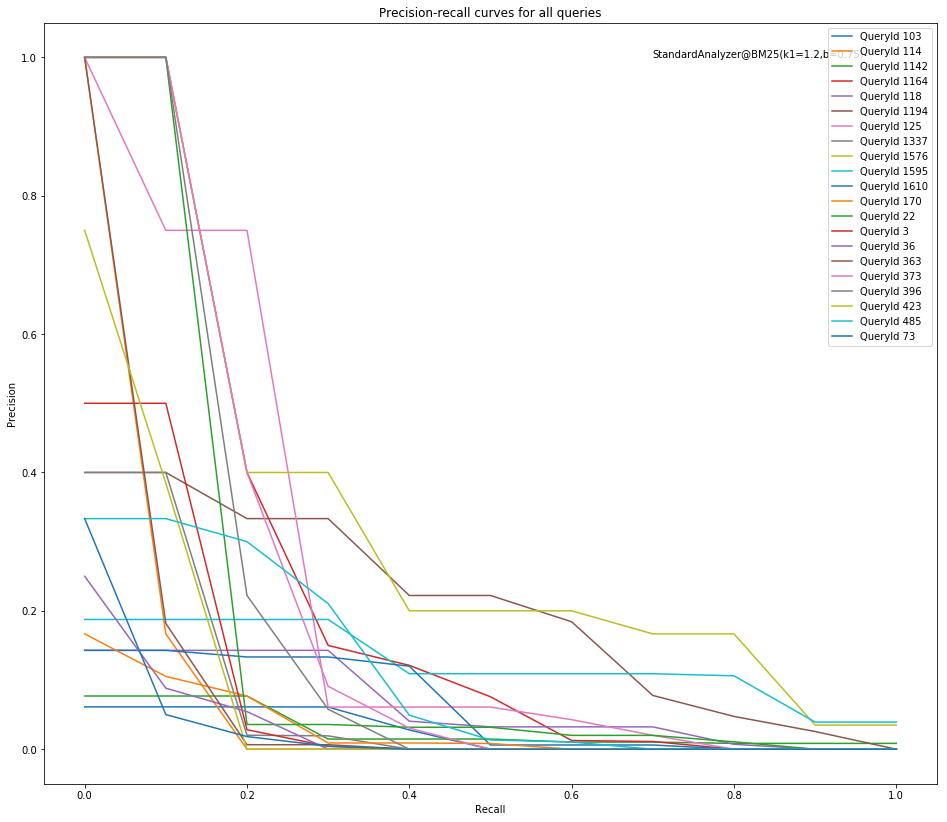 Precision-recall curves for all queries
StandardAnalyzer@BM25(k1=1.2,b=0.75)
QueryId 103
QueryId 114
QueryId 1142
QueryId 1164
QueryId 118
QueryId 1194
QueryId 125
QueryId 1337
QueryId 1576
QueryId 1595
QueryId 1610
QueryId 170
QueryId 22
QueryId 3
QueryId 36
QueryId 363
QueryId 373
QueryId 396
QueryId 423
QueryId 485
QueryId 73
Precision
1.0
0.8
0.6
0.4
0.2
0.0
0.0 0.2 0.4 0.6 0.8 1.0
Recall